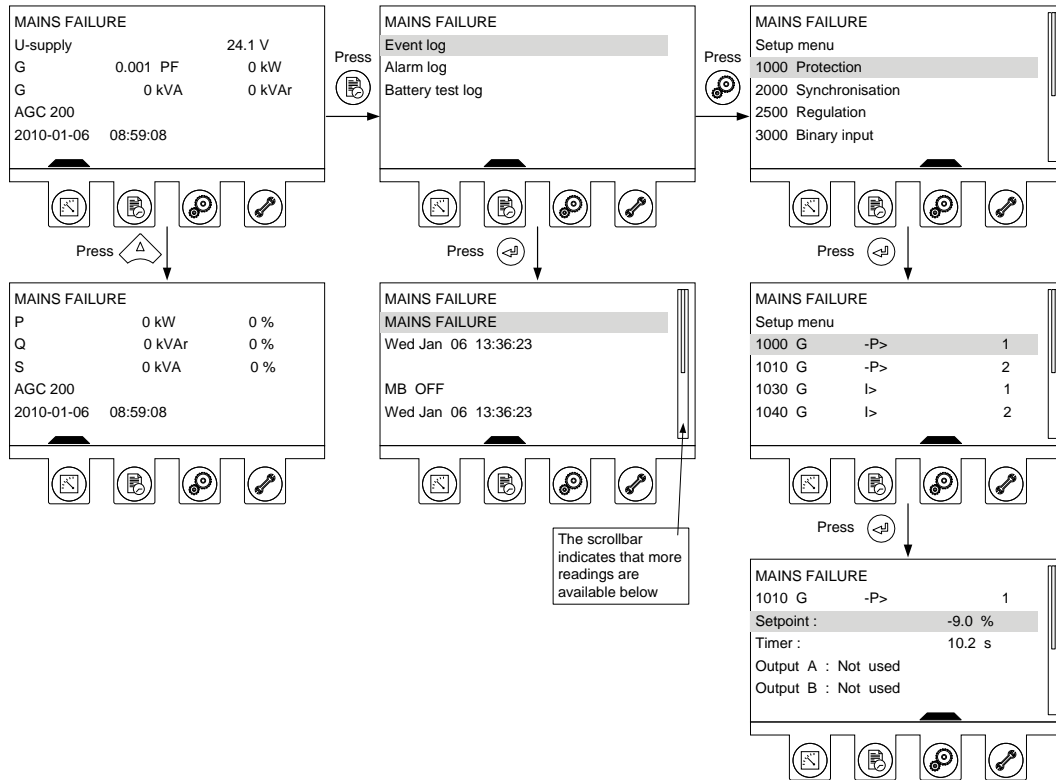 MAINS FAILURE
U-supply 24.1 V
G 0.001 PF 0 kW
G 0 kVA 0 kVAr
AGC 200
2010-01-06 08:59:08
Press
MAINS FAILURE
Event log
Alarm log
Battery test log
Press
MAINS FAILURE
Setup menu
1000 Protection
2000 Synchronisation
2500 Regulation
3000 Binary input
Press
Press
Press
MAINS FAILURE
P 0 kW 0 %
Q 0 kVAr 0 %
S 0 kVA 0 %
AGC 200
2010-01-06 08:59:08
MAINS FAILURE
MAINS FAILURE
Wed Jan 06 13:36:23
MB OFF
Wed Jan 06 13:36:23
The scrollbar
indicates that more
readings are
available below
MAINS FAILURE
Setup menu
1000 G -P> 1
1010 G -P> 2
1030 G I> 1
1040 G I> 2
Press
MAINS FAILURE
1010 G -P> 1
Setpoint : -9.0 %
Timer : 10.2 s
Output A : Not used
Output B : Not used